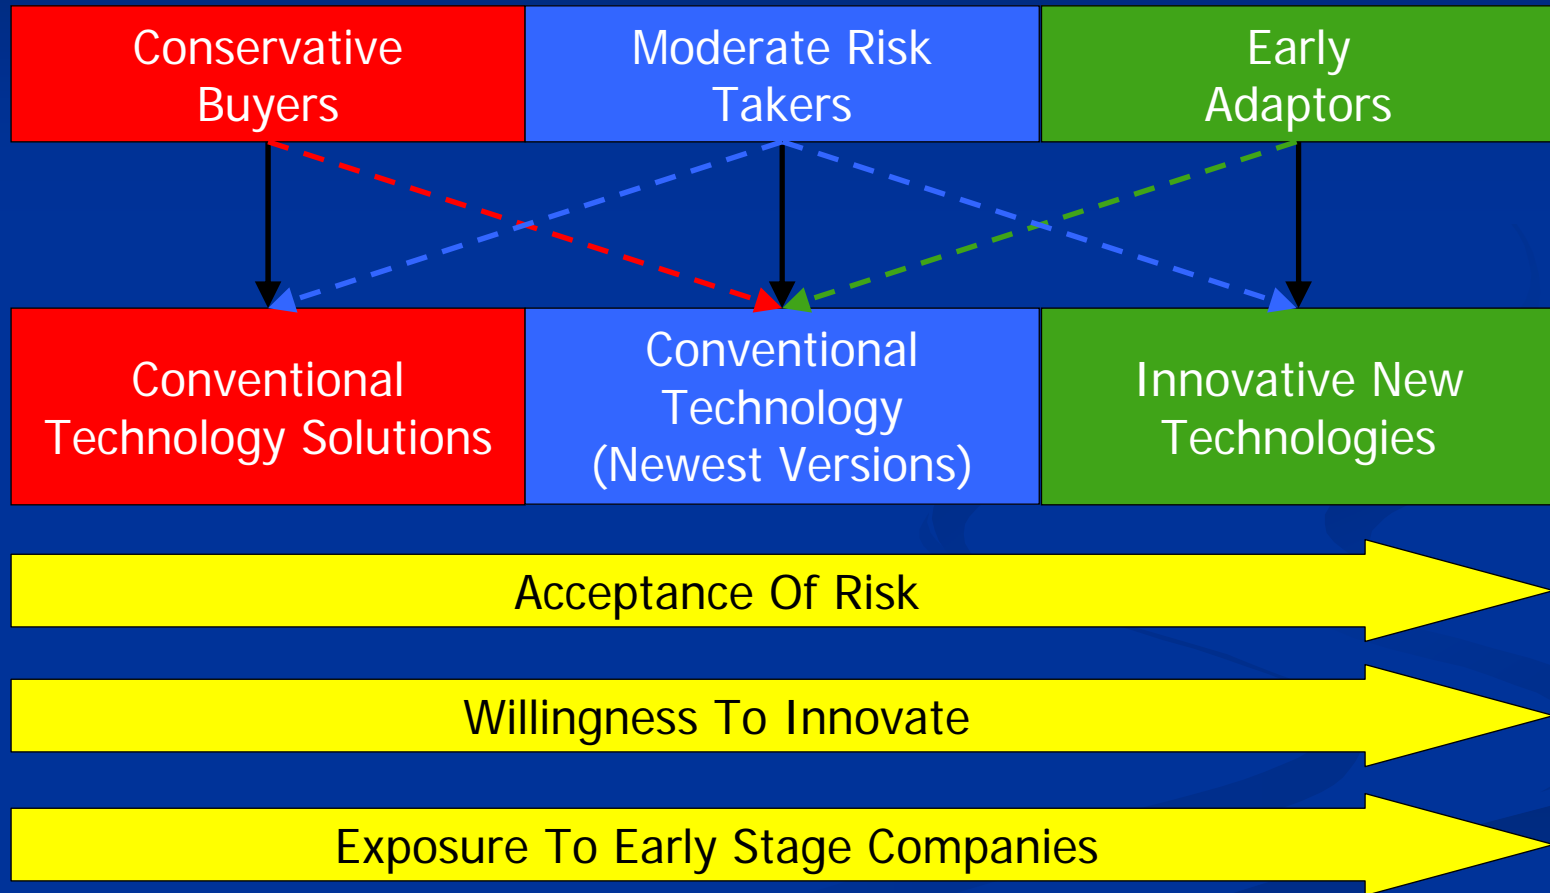 Conservative
Buyers
Moderate Risk
Takers
Early
Adaptors
Conventional
Technology Solutions
Conventional
Technology
(Newest Versions)
Innovative New
Technologies
Acceptance Of Risk
Willingness To Innovate
Exposure To Early Stage Companies